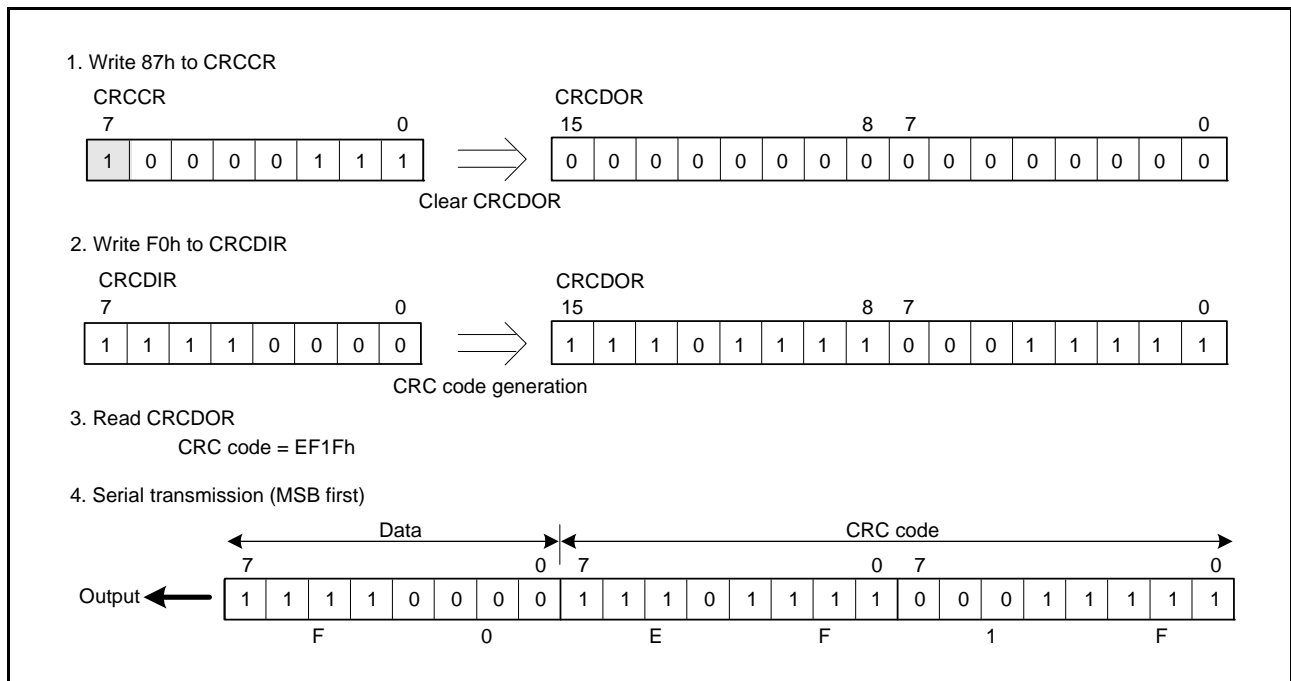 1. Write 87h to CRCCR
CRCCR CRCDOR
7 0 15 8 7 0
1 0 0 0 0 1 1 1 0 0 0 0 0 0 0 0 0 0 0 0 0 0 0 0
Clear CRCDOR
2. Write F0h to CRCDIR
CRCDIR CRCDOR
7 0 15 8 7 0
1 1 1 1 0 0 0 0 1 1 1 0 1 1 1 1 0 0 0 1 1 1 1 1
CRC code generation
3. Read CRCDOR
CRC code = EF1Fh
4. Serial transmission (MSB first)
Data CRC code
7 0 7 0 7 0
Output 1 1 1 1 0 0 0 0 1 1 1 0 1 1 1 1 0 0 0 1 1 1 1 1
F 0 E F 1 F